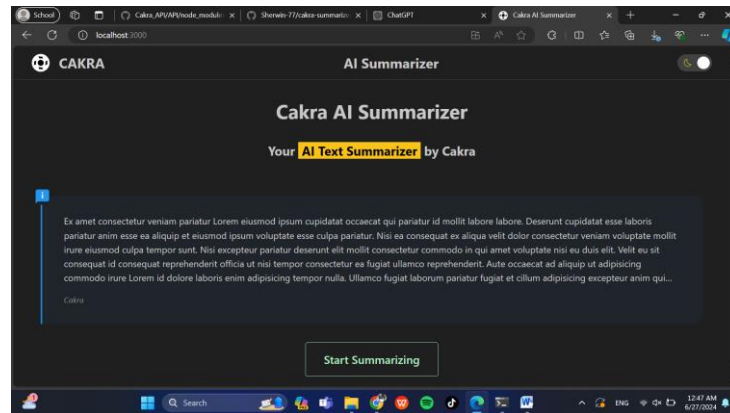 School
Cakra_API/API/node_module
Sherwin-77/cakra-summarize
ChatGPT
Cakra AI Summarizer
localhost:3000
CAKRA
AI Summarizer
Cakra AI Summarizer
Your AI Text Summarizer by Cakra
Ex amet consectetur veniam pariatur Lorem eiusmod ipsum cupidatat occaecat qui pariatur id mollit labore labore. Deserunt cupidatat esse laboris
pariatur anim esse ea aliquip et eiusmod ipsum voluptate esse culpa pariatur. Nisi ea consequat ex aliqua velit dolor consectetur veniam voluptate mollit
irure eiusmod culpa tempor sunt. Nisi excepteur pariatur deserunt elit mollit consectetur commodo in qui amet voluptate nisi eu duis elit. Velit eu sit
consequat id consequat reprehenderit officia ut nisi tempor consectetur ea fugiat ullamco reprehenderit. Aute occaecat ad aliquip ut adipisicing
commodo irure Lorem id dolore laboris enim adipisicing tempor nulla. Ullamco fugiat laborum pariatur fugiat et cillum adipisicing excepteur anim qui...
Cakra
Start Summarizing
Search
ENG
12:47 AM
6/27/2024